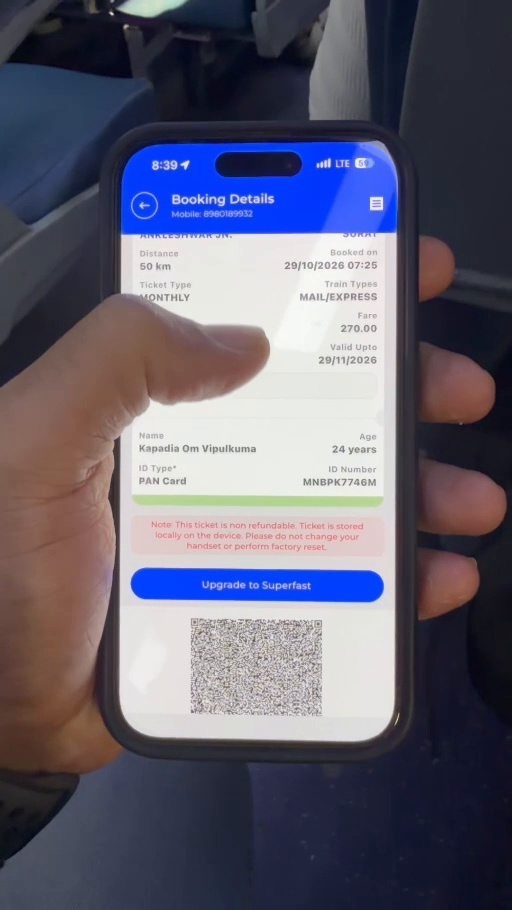 8:39
LTE 59
Booking Details
Mobile: 8980189932
ANKLESHWAR JN. SURAT
Distance Booked on
50 km 29/10/2026 07:25
Ticket Type Train Types
MONTHLY MAIL/EXPRESS
Fare
270.00
Valid Upto
29/11/2026
Name Age
Kapadia Om Vipulkuma 24 years
ID Type* ID Number
PAN Card MNBPK7746M
Note: This ticket is non refundable. Ticket is stored
locally on the device. Please do not change your
handset or perform factory reset.
Upgrade to Superfast